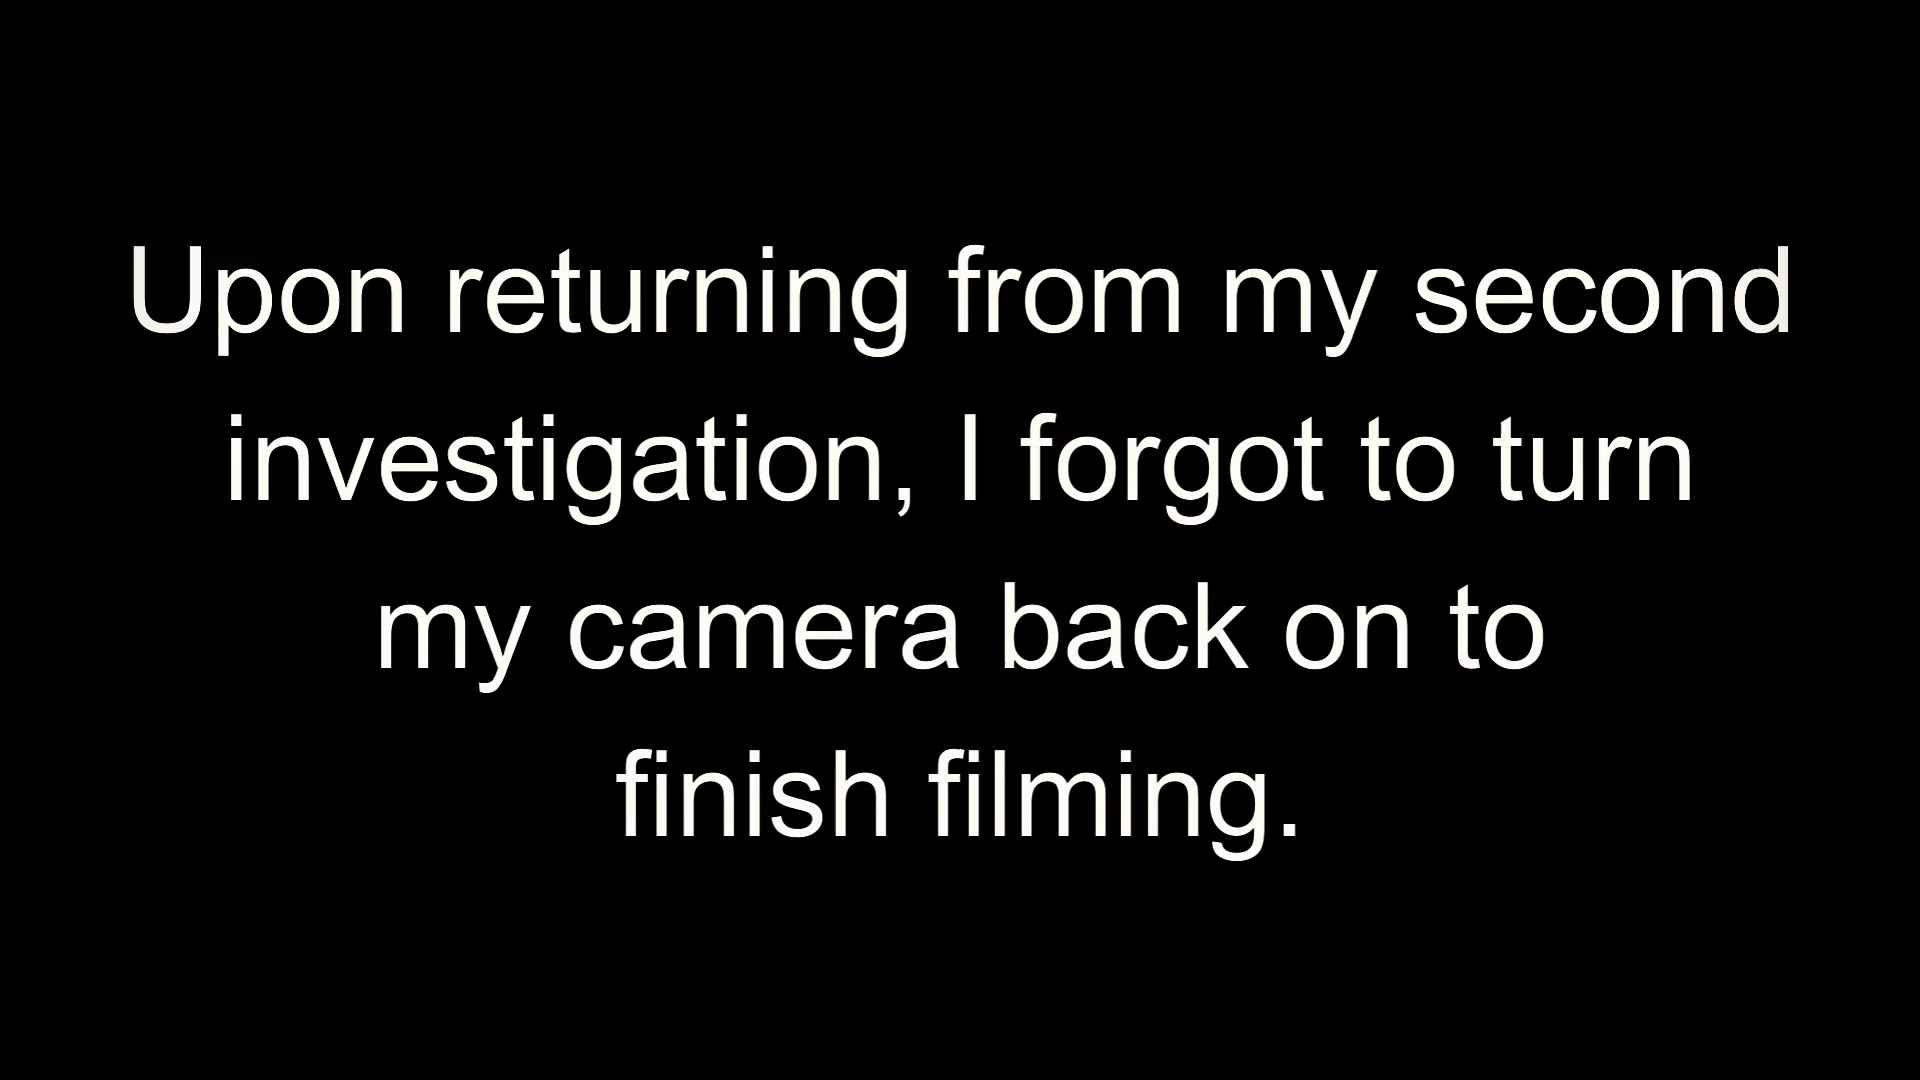 Upon returning from my second
investigation, I forgot to turn
my camera back on to
finish filming.